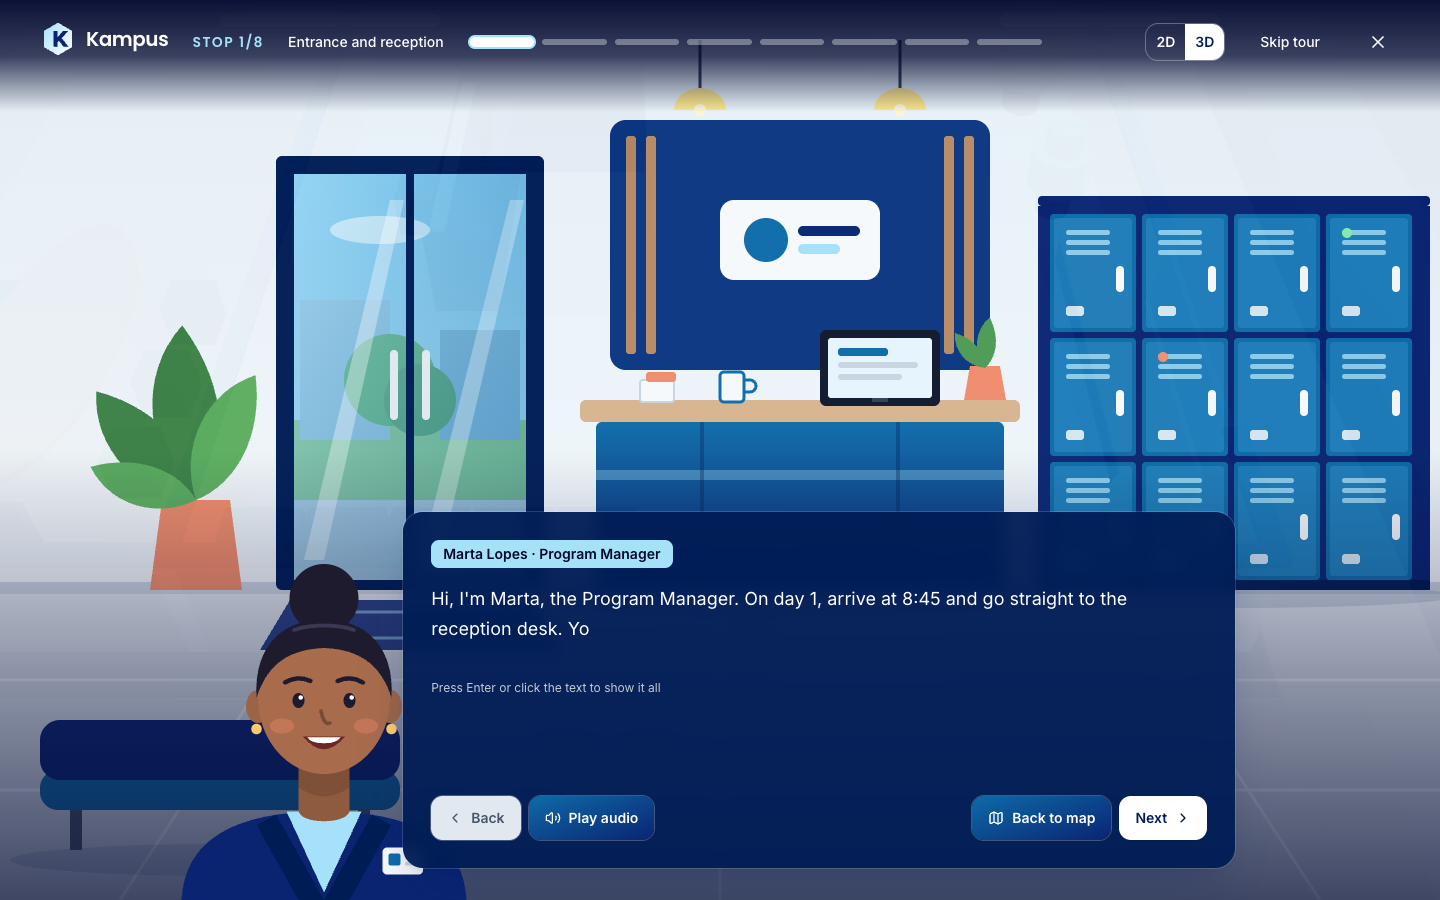 K Kampus
STOP 1/8
Entrance and reception
2D 3D
Skip tour
Marta Lopes · Program Manager
Hi, I'm Marta, the Program Manager. On day 1, arrive at 8:45 and go straight to the
reception desk. Yo
Press Enter or click the text to show it all
Back
Play audio
Back to map
Next